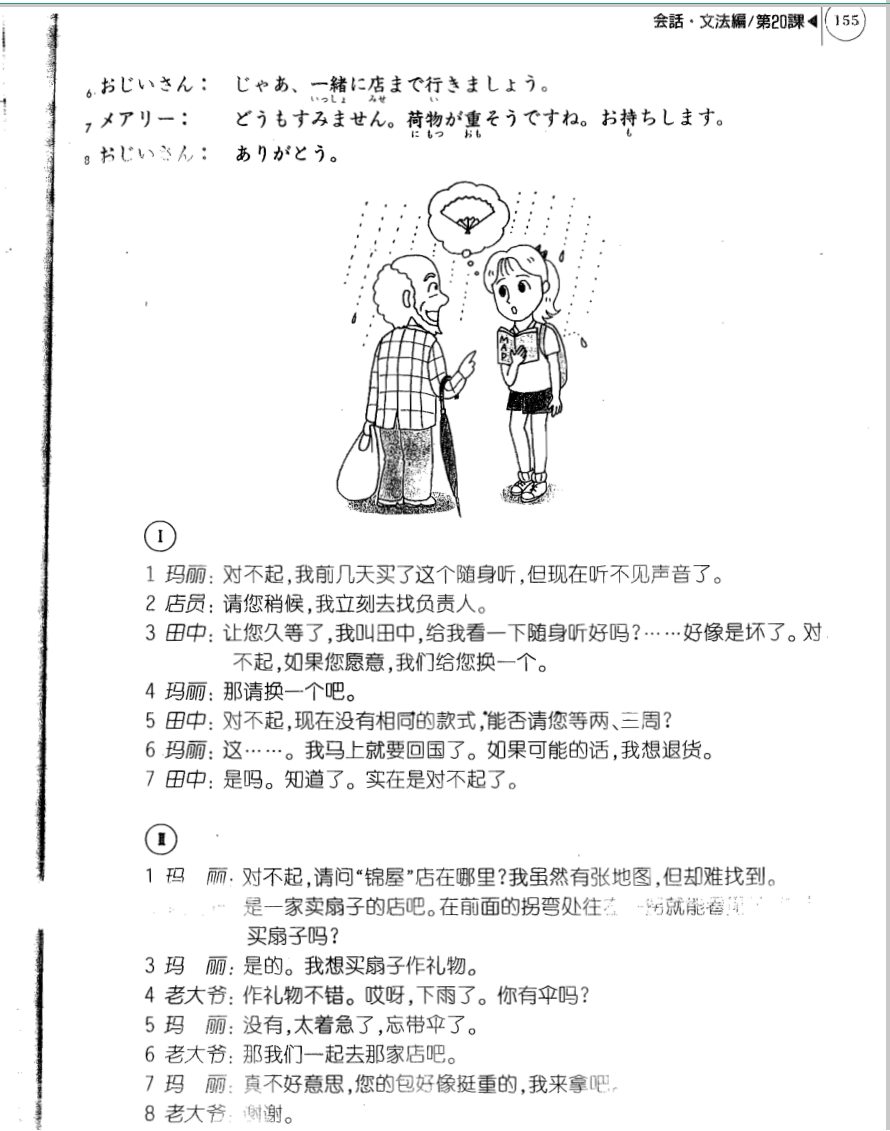 会話・文法編/第20課◀ 155
6 おじいさん： じゃあ、一緒に店まで行きましょう。
いっしょ みせ い
7 メアリー： どうもすみません。荷物が重そうですね。お持ちします。
にもつ おも も
8 おじいさん： ありがとう。
MAP
I
1 玛丽: 对不起,我前几天买了这个随身听,但现在听不见声音了。
2 店员: 请您稍候,我立刻去找负责人。
3 田中: 让您久等了,我叫田中,给我看一下随身听好吗?……好像是坏了。对
不起,如果您愿意,我们给您换一个。
4 玛丽: 那请换一个吧。
5 田中: 对不起,现在没有相同的款式,能否请您等两、三周?
6 玛丽: 这……。我马上就要回国了。如果可能的话,我想退货。
7 田中: 是吗。知道了。实在是对不起了。
II
1 玛 丽: 对不起,请问“锦屋”店在哪里?我虽然有张地图,但却难找到。
是一家卖扇子的店吧。在前面的拐弯处往 就能看
买扇子吗?
3 玛 丽: 是的。我想买扇子作礼物。
4 老大爷: 作礼物不错。哎呀,下雨了。你有伞吗?
5 玛 丽: 没有,太着急了,忘带伞了。
6 老大爷: 那我们一起去那家店吧。
7 玛 丽: 真不好意思,您的包好像挺重的,我来拿吧。
8 老大爷: 谢谢。